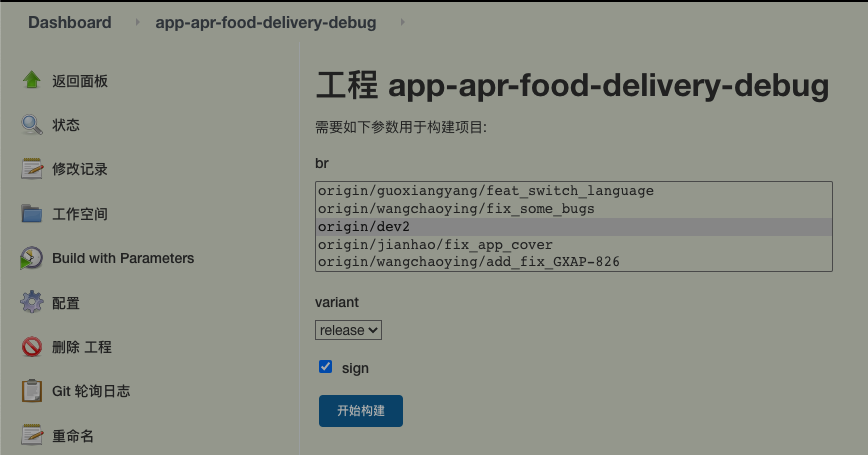 Dashboard
app-apr-food-delivery-debug
返回面板
状态
修改记录
工作空间
Build with Parameters
配置
删除 工程
Git 轮询日志
重命名
工程 app-apr-food-delivery-debug
需要如下参数用于构建项目:
br
origin/guoxiangyang/feat_switch_language
origin/wangchaoying/fix_some_bugs
origin/dev2
origin/jianhao/fix_app_cover
origin/wangchaoying/add_fix_GXAP-826
variant
release
sign
开始构建